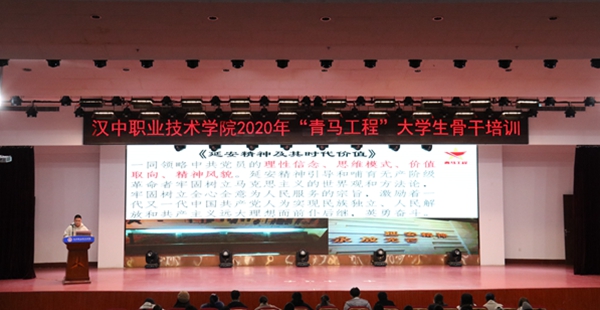 汉中职业技术学院2020年“青马工程”大学生骨干培训
《延安精神及其时代价值》
一同领略中共党员的理性信念、思维模式、价值
取向、精神风貌。延安精神引导和哺育无产阶级
革命者牢固树立马克思主义的世界观和方法论，
牢固树立全心全意为人民服务的宗旨，激励着一
代又一代中国共产党人为实现民族独立、人民解
放和共产主义远大理想而前仆后继、英勇奋斗。
青马工程